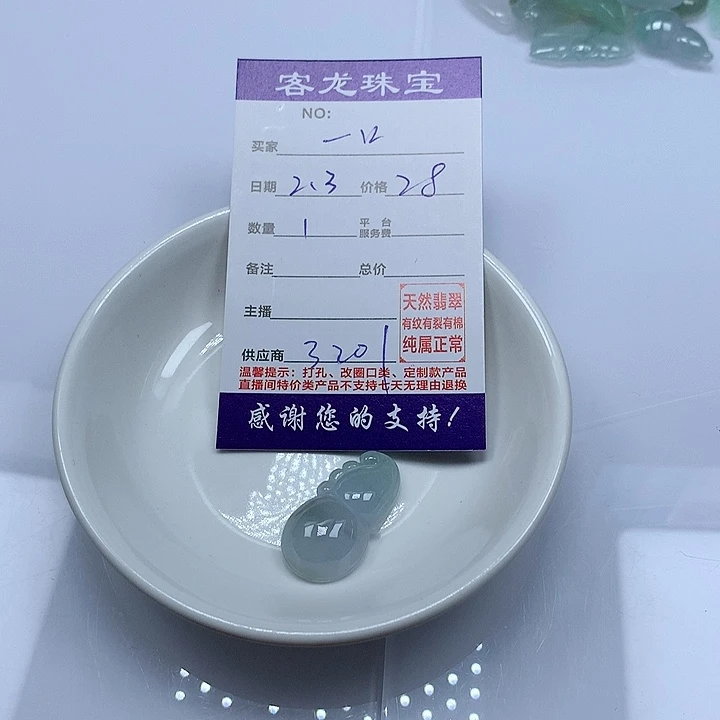 客龙珠宝
NO:
买家 一12
日期 2.3 价格 28
数量 1 平台服务费
备注 总价
主播
天然翡翠
有纹有裂有棉
纯属正常
供应商 3201
温馨提示：打孔、改圈口类、定制款产品
直播间特价类产品不支持七天无理由退换
感谢您的支持！